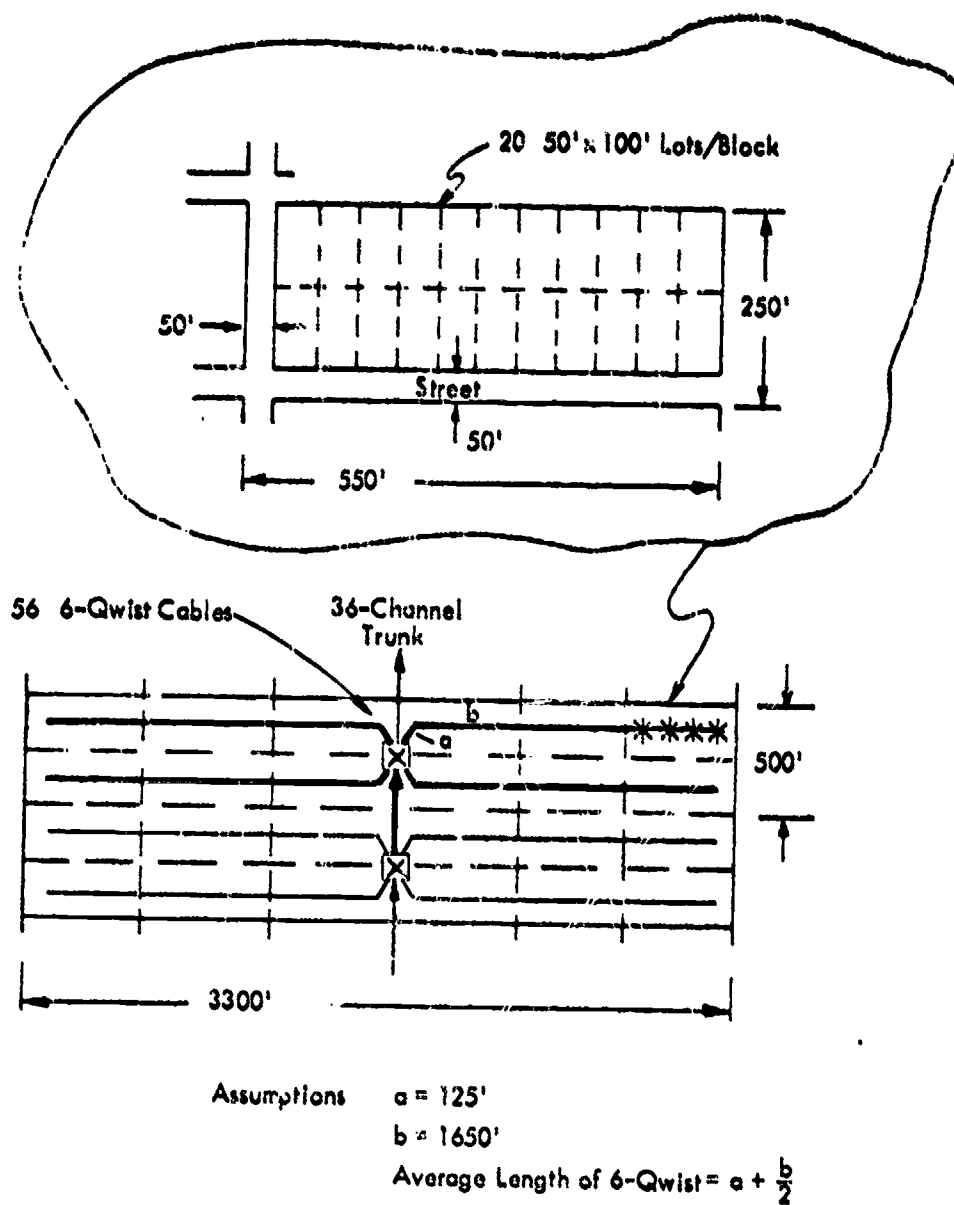 20 50' x 100' Lots/Block
250'
50'
Street
50'
550'
56 6-Qwist Cables
36-Channel
Trunk
b
a
500'
3300'
Assumptions a = 125'
b = 1650'
Average Length of 6-Qwist = a + b/2